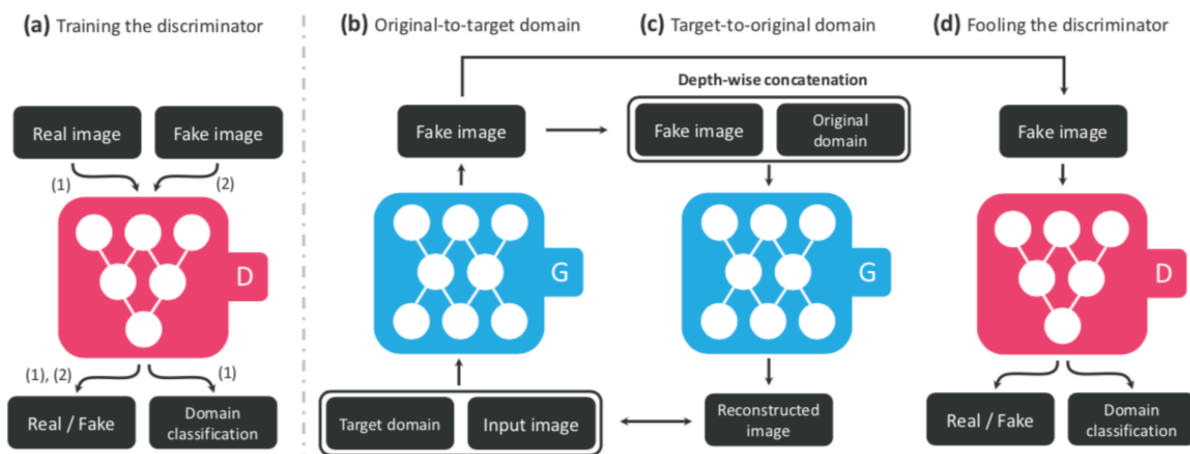 (a) Training the discriminator
(b) Original-to-target domain
(c) Target-to-original domain
(d) Fooling the discriminator
Depth-wise concatenation
Real image
Fake image
(1)
(2)
D
(1), (2)
(1)
Real / Fake
Domain
classification
Fake image
G
Target domain
Input image
Fake image
Original
domain
G
Reconstructed
image
Fake image
D
Real / Fake
Domain
classification